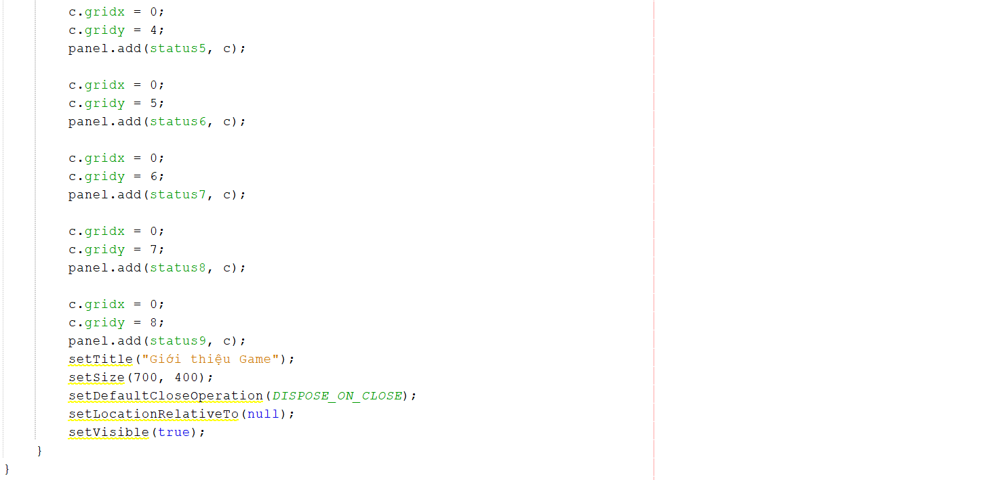 c.gridx = 0;
c.gridy = 4;
panel.add(status5, c);
c.gridx = 0;
c.gridy = 5;
panel.add(status6, c);
c.gridx = 0;
c.gridy = 6;
panel.add(status7, c);
c.gridx = 0;
c.gridy = 7;
panel.add(status8, c);
c.gridx = 0;
c.gridy = 8;
panel.add(status9, c);
setTitle("Giới thiệu Game");
setSize(700, 400);
setDefaultCloseOperation(DISPOSE_ON_CLOSE);
setLocationRelativeTo(null);
setVisible(true);
}
}